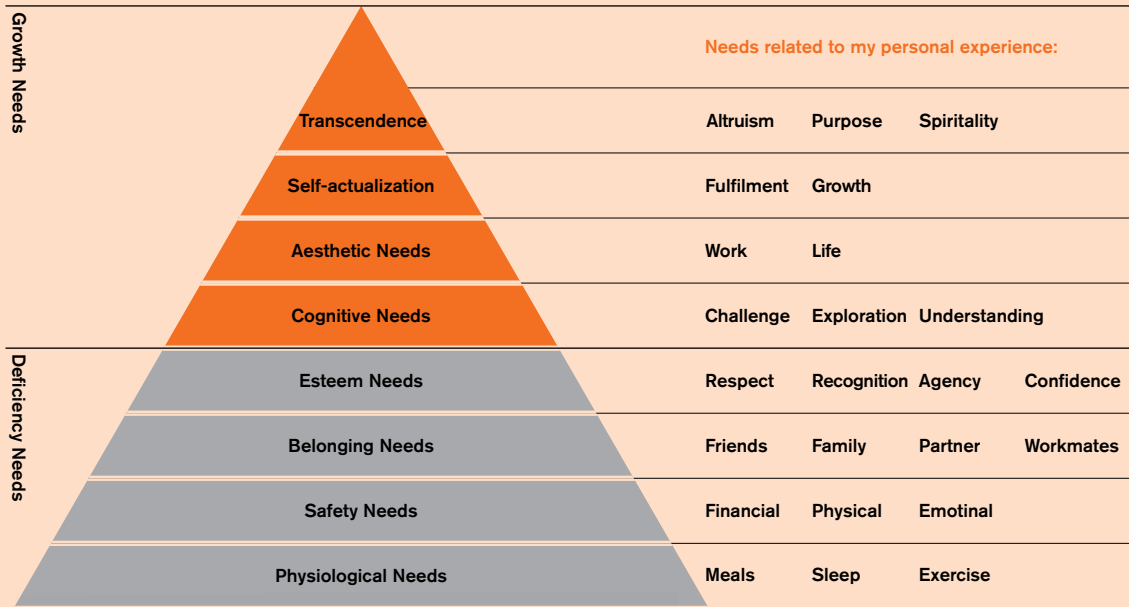 Growth Needs
Needs related to my personal experience:
Transcendence Altruism Purpose Spiritality
Self-actualization Fulfilment Growth
Aesthetic Needs Work Life
Cognitive Needs Challenge Exploration Understanding
Deficiency Needs
Esteem Needs Respect Recognition Agency Confidence
Belonging Needs Friends Family Partner Workmates
Safety Needs Financial Physical Emotinal
Physiological Needs Meals Sleep Exercise